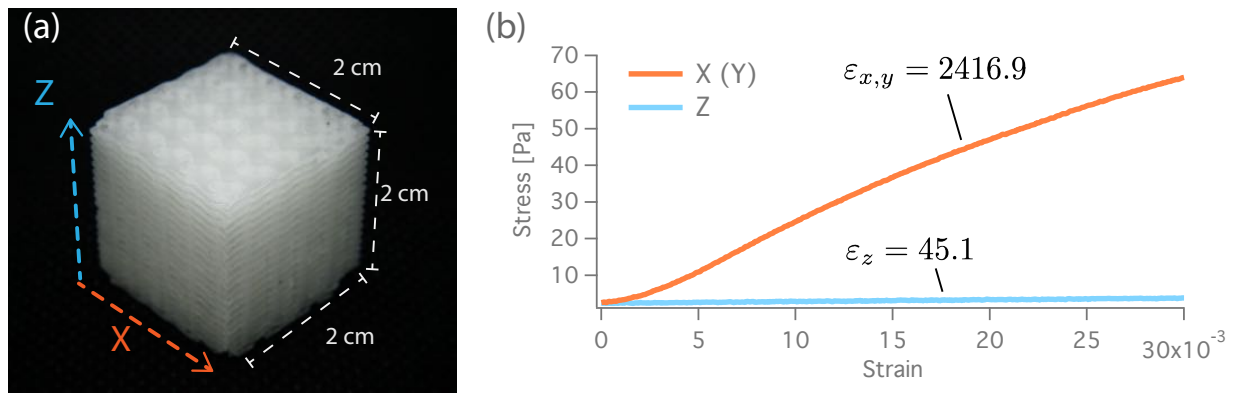 (a)
2 cm
Z
2 cm
X
2 cm
(b)
70
60
50
40
30
20
10
Stress [Pa]
X (Y)
Z
εx,y = 2416.9
εz = 45.1
0
5
10
15
20
25
30x10⁻³
Strain